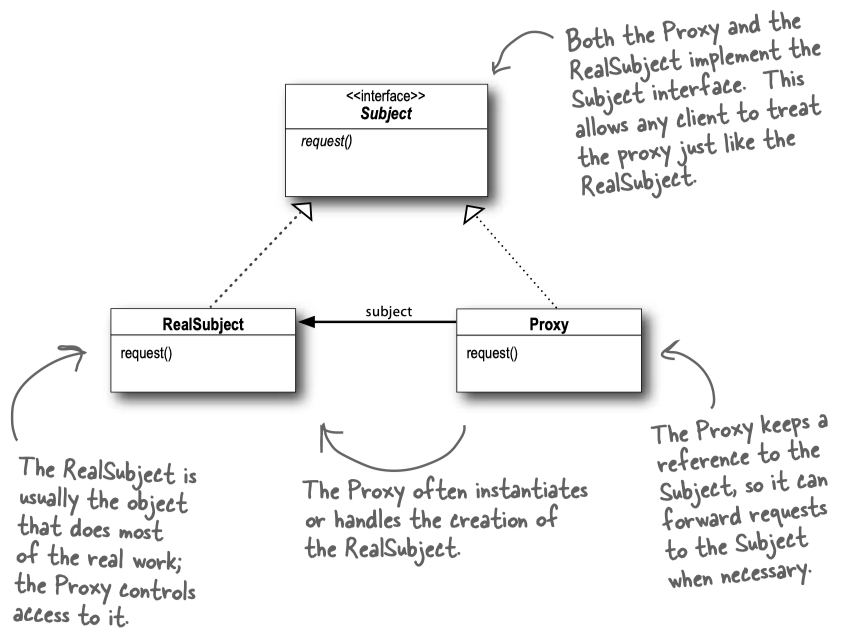 Both the Proxy and the
RealSubject implement the
Subject interface. This
allows any client to treat
the proxy just like the
RealSubject.
<<interface>>
Subject
request()
RealSubject
request()
subject
Proxy
request()
The RealSubject is
usually the object
that does most
of the real work;
the Proxy controls
access to it.
The Proxy often instantiates
or handles the creation of
the RealSubject.
The Proxy keeps a
reference to the
Subject, so it can
forward requests
to the Subject
when necessary.